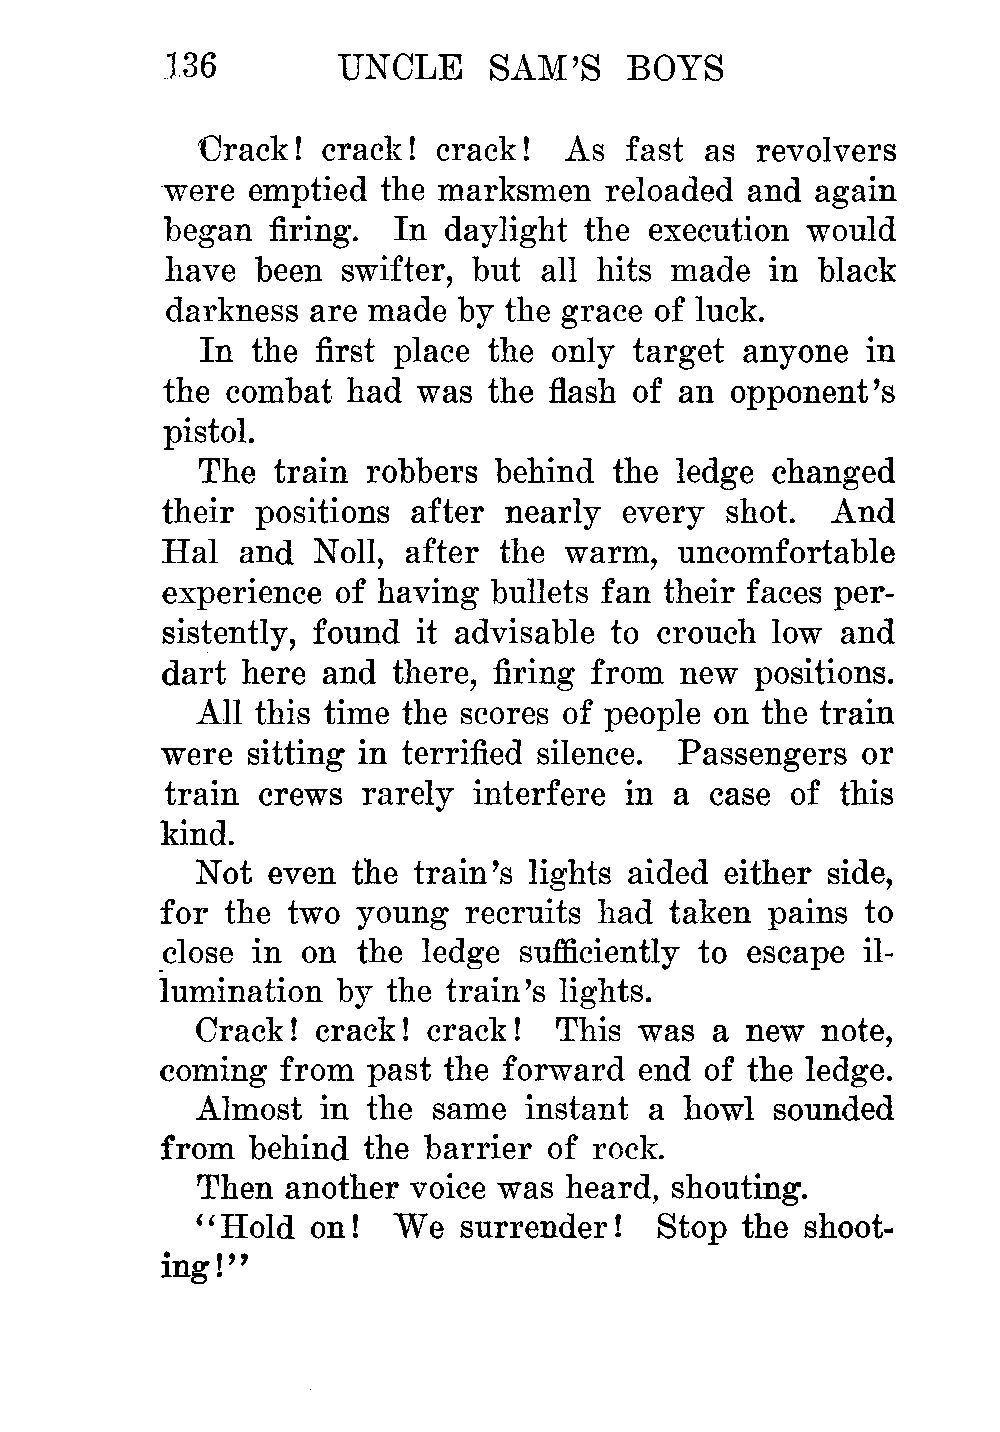 136 UNCLE SAM'S BOYS
Crack! crack! crack! As fast as revolvers
were emptied the marksmen reloaded and again
began firing. In daylight the execution would
have been swifter, but all hits made in black
darkness are made by the grace of luck.
In the first place the only target anyone in
the combat had was the flash of an opponent's
pistol.
The train robbers behind the ledge changed
their positions after nearly every shot. And
Hal and Noll, after the warm, uncomfortable
experience of having bullets fan their faces per-
sistently, found it advisable to crouch low and
dart here and there, firing from new positions.
All this time the scores of people on the train
were sitting in terrified silence. Passengers or
train crews rarely interfere in a case of this
kind.
Not even the train's lights aided either side,
for the two young recruits had taken pains to
close in on the ledge sufficiently to escape il-
lumination by the train's lights.
Crack! crack! crack! This was a new note,
coming from past the forward end of the ledge.
Almost in the same instant a howl sounded
from behind the barrier of rock.
Then another voice was heard, shouting.
"Hold on! We surrender! Stop the shoot-
ing!"